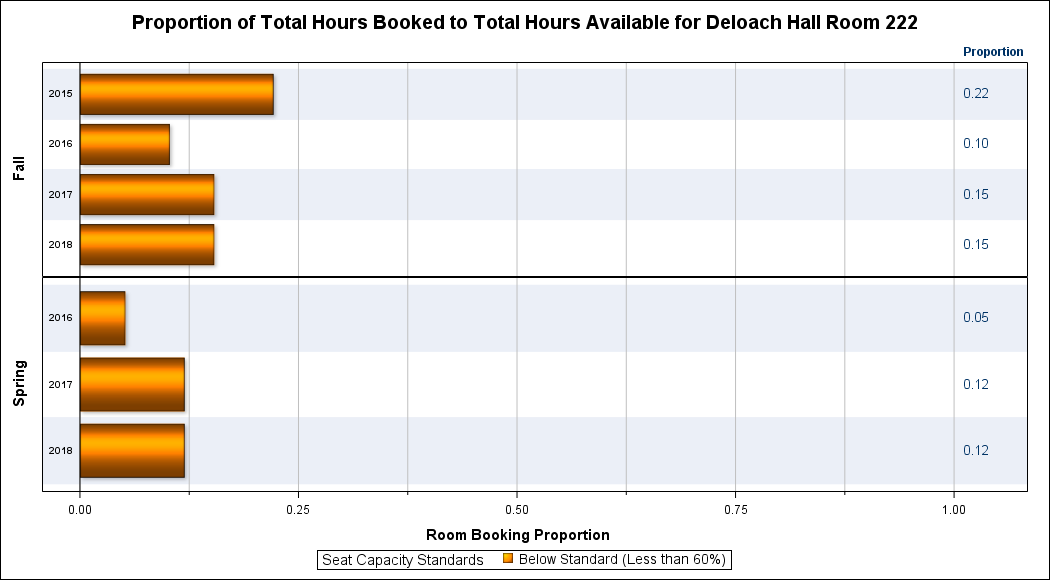 Proportion of Total Hours Booked to Total Hours Available for Deloach Hall Room 222
Proportion
Fall
2015 0.22
2016 0.10
2017 0.15
2018 0.15
Spring
2016 0.05
2017 0.12
2018 0.12
0.00 0.25 0.50 0.75 1.00
Room Booking Proportion
Seat Capacity Standards Below Standard (Less than 60%)